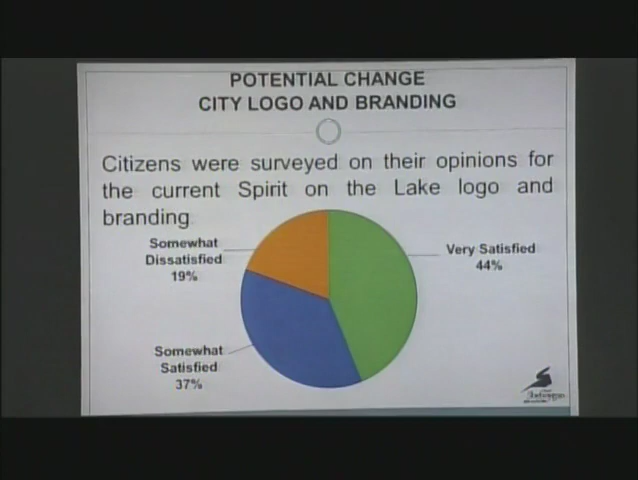 POTENTIAL CHANGE
CITY LOGO AND BRANDING
Citizens were surveyed on their opinions for
the current Spirit on the Lake logo and
branding.
Somewhat
Dissatisfied
19%
Very Satisfied
44%
Somewhat
Satisfied
37%
Sheboygan